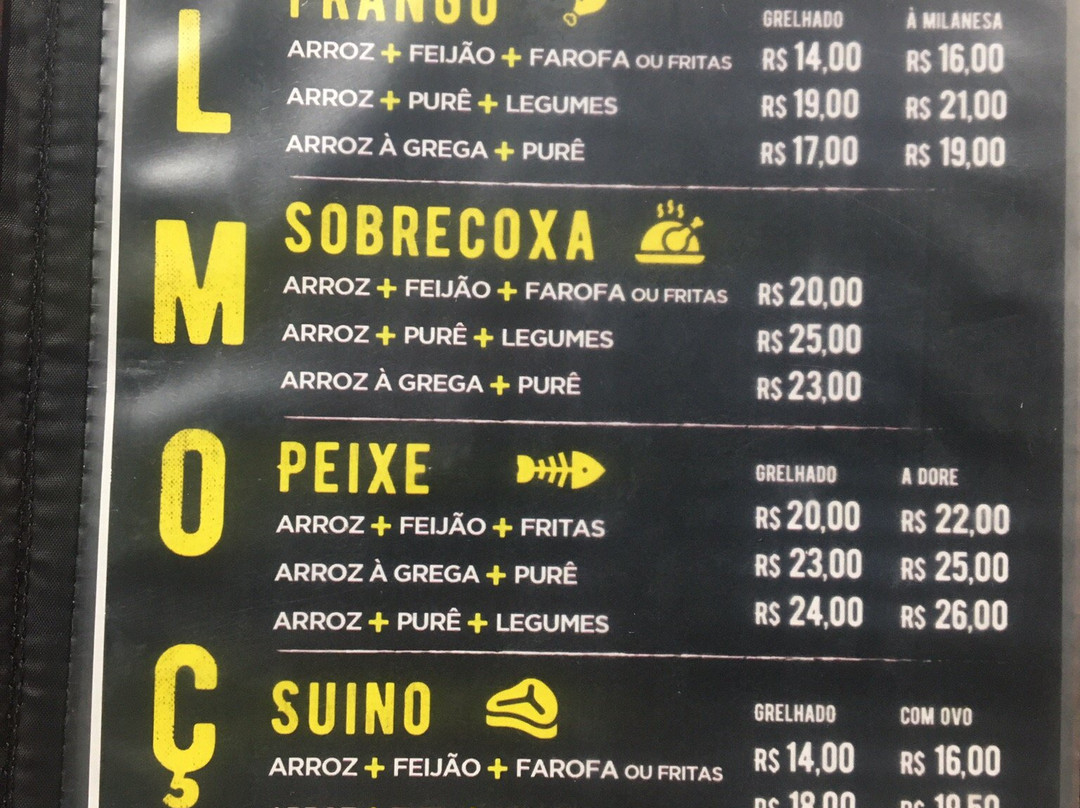 L
M
O
Ç
FRANGO
GRELHADO À MILANESA
ARROZ + FEIJÃO + FAROFA OU FRITAS R$ 14,00 R$ 16,00
ARROZ + PURÊ + LEGUMES R$ 19,00 R$ 21,00
ARROZ À GREGA + PURÊ R$ 17,00 R$ 19,00
SOBRECOXA
ARROZ + FEIJÃO + FAROFA OU FRITAS R$ 20,00
ARROZ + PURÊ + LEGUMES R$ 25,00
ARROZ À GREGA + PURÊ R$ 23,00
PEIXE GRELHADO A DORE
ARROZ + FEIJÃO + FRITAS R$ 20,00 R$ 22,00
ARROZ À GREGA + PURÊ R$ 23,00 R$ 25,00
ARROZ + PURÊ + LEGUMES R$ 24,00 R$ 26,00
SUINO GRELHADO COM OVO
ARROZ + FEIJÃO + FAROFA OU FRITAS R$ 14,00 R$ 16,00
R$ 18,00